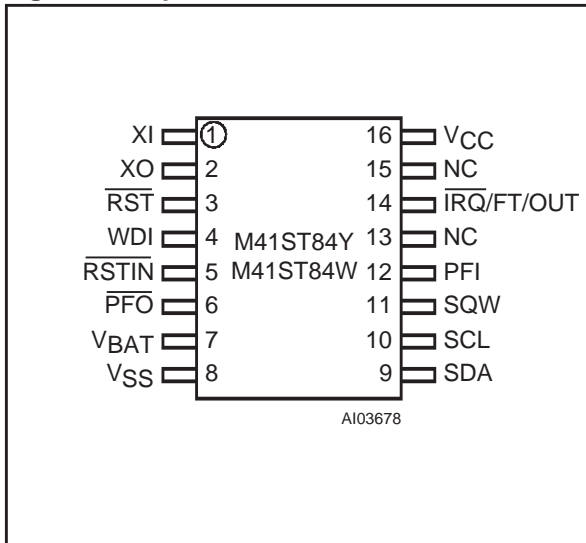 XI 1 16 VCC
XO 2 15 NC
RST 3 14 IRQ/FT/OUT
WDI 4 M41ST84Y 13 NC
RSTIN 5 M41ST84W 12 PFI
PFO 6 11 SQW
VBAT 7 10 SCL
VSS 8 9 SDA
AI03678